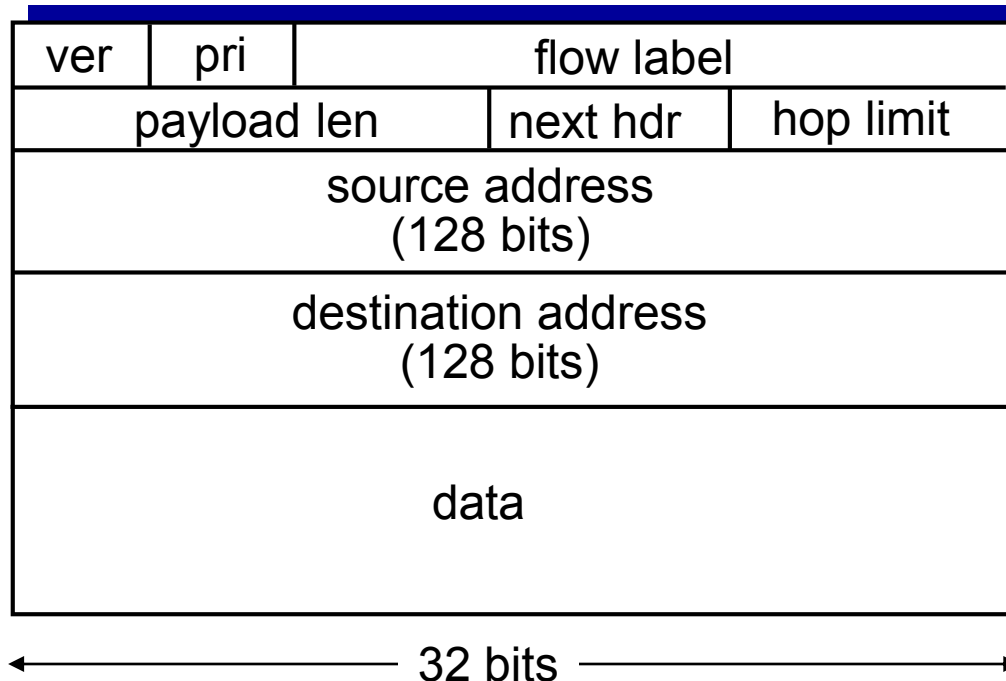 ver pri flow label
payload len next hdr hop limit
source address
(128 bits)
destination address
(128 bits)
data
32 bits